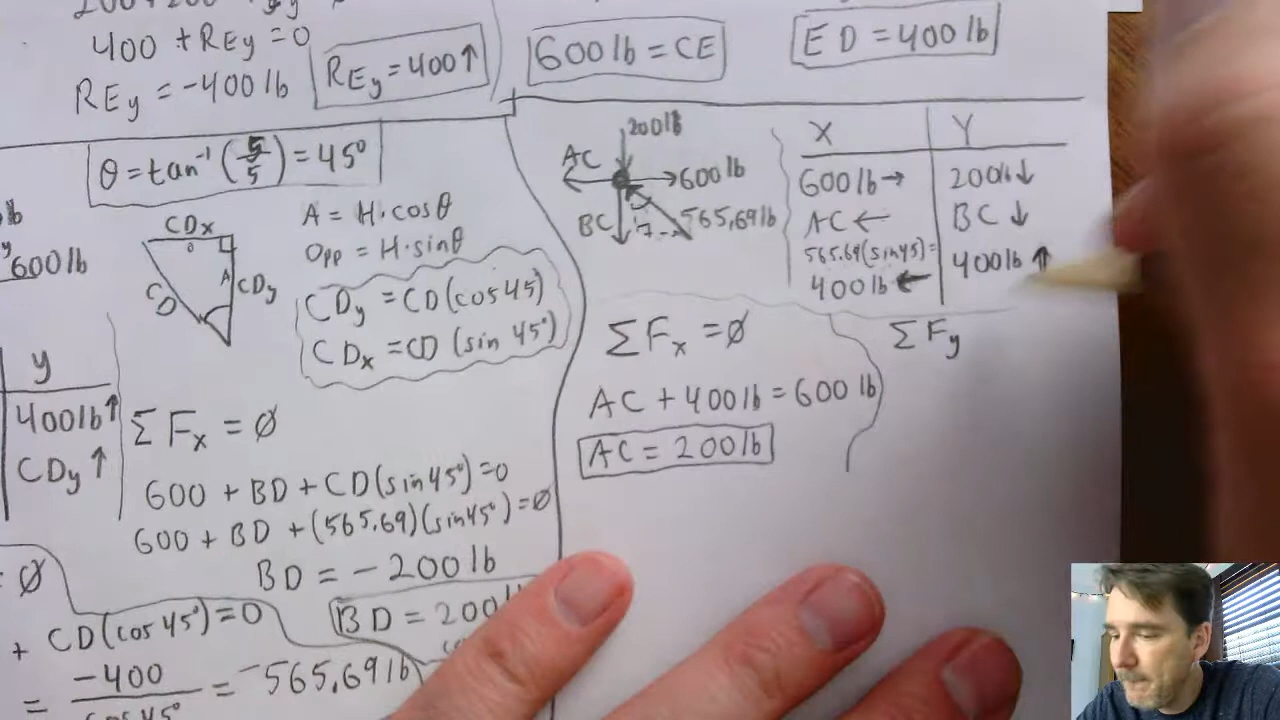 400 + REy = 0
REy = -400 lb
REy = 400↑
600 lb = CE
ED = 400 lb
θ = tan⁻¹(5/5) = 45°
lb
y
600 lb
CDx
θ
A
CD
CDy
A = H·cosθ
Opp = H·sinθ
CDy = CD(cos 45)
CDx = CD (sin 45°)
y
400 lb↑
CDy ↑
ΣFx = ∅
600 + BD + CD(sin 45°) = 0
600 + BD + (565.69)(sin 45°) = ∅
BD = -200 lb
BD = 200
= ∅
+ CD(cos 45°) = 0
= -400 / cos 45° = -565.69 lb
200 lb
AC
600 lb
BC
565.69 lb
X Y
600 lb → 200 lb ↓
AC ← BC ↓
565.69(sin 45) = 400 lb ↑
400 lb ←
ΣFx = ∅
AC + 400 lb = 600 lb
AC = 200 lb
ΣFy